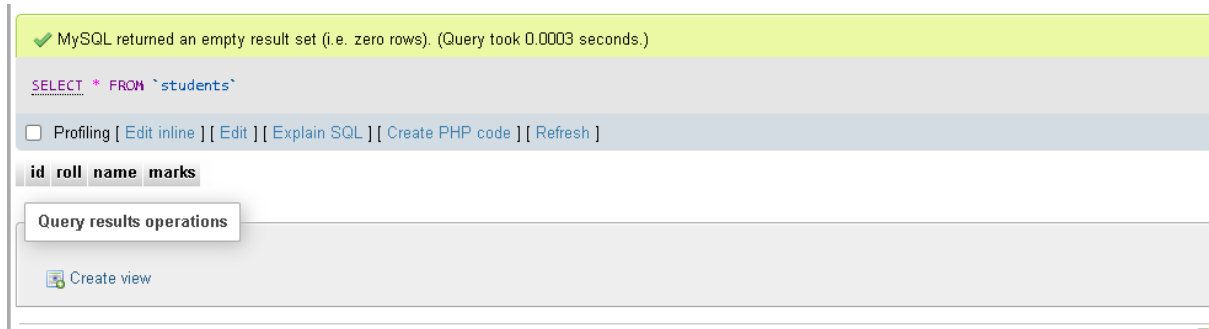 MySQL returned an empty result set (i.e. zero rows). (Query took 0.0003 seconds.)
SELECT * FROM `students`
Profiling [ Edit inline ] [ Edit ] [ Explain SQL ] [ Create PHP code ] [ Refresh ]
id roll name marks
Query results operations
Create view